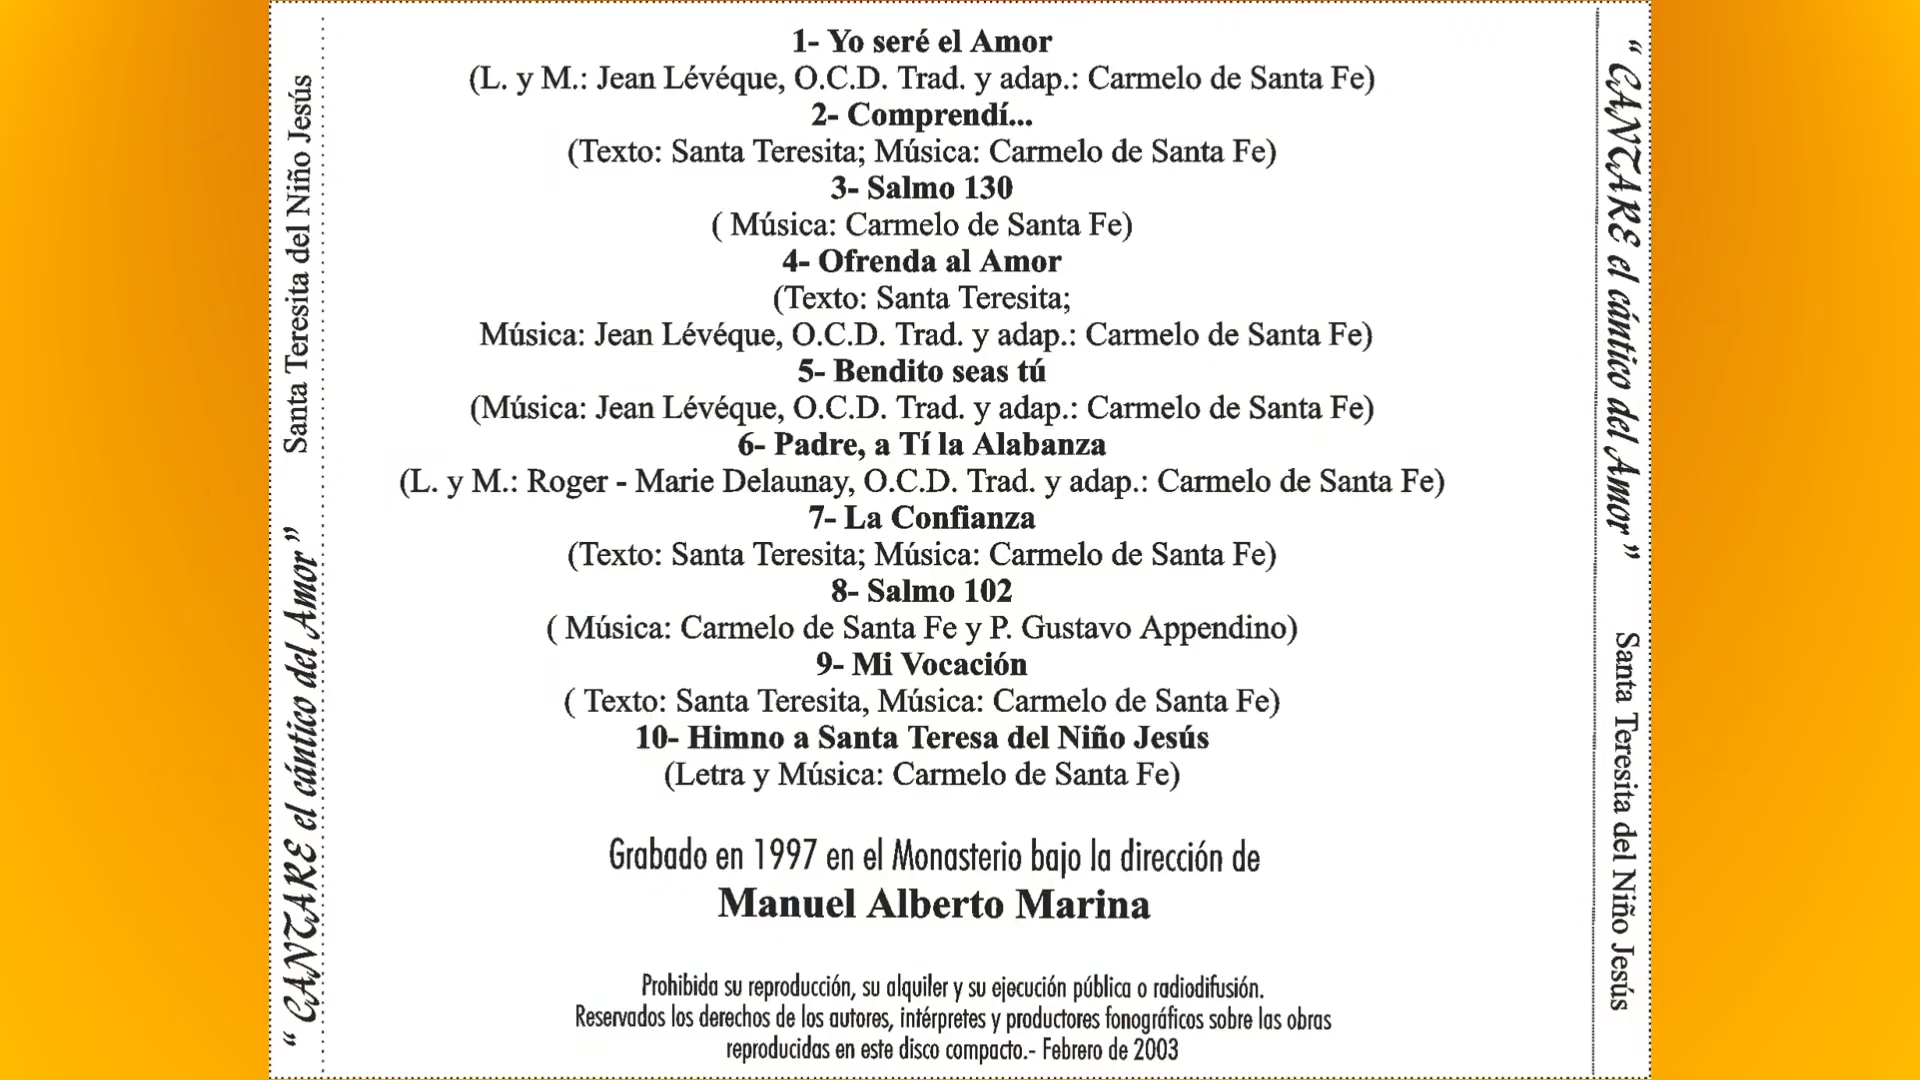 1- Yo seré el Amor
(L. y M.: Jean Lévéque, O.C.D. Trad. y adap.: Carmelo de Santa Fe)
2- Comprendí...
(Texto: Santa Teresita; Música: Carmelo de Santa Fe)
3- Salmo 130
( Música: Carmelo de Santa Fe)
4- Ofrenda al Amor
(Texto: Santa Teresita;
Música: Jean Lévéque, O.C.D. Trad. y adap.: Carmelo de Santa Fe)
5- Bendito seas tú
(Música: Jean Lévéque, O.C.D. Trad. y adap.: Carmelo de Santa Fe)
6- Padre, a Tí la Alabanza
(L. y M.: Roger - Marie Delaunay, O.C.D. Trad. y adap.: Carmelo de Santa Fe)
7- La Confianza
(Texto: Santa Teresita; Música: Carmelo de Santa Fe)
8- Salmo 102
( Música: Carmelo de Santa Fe y P. Gustavo Appendino)
9- Mi Vocación
( Texto: Santa Teresita, Música: Carmelo de Santa Fe)
10- Himno a Santa Teresa del Niño Jesús
(Letra y Música: Carmelo de Santa Fe)
Grabado en 1997 en el Monasterio bajo la dirección de
Manuel Alberto Marina
Prohibida su reproducción, su alquiler y su ejecución pública o radiodifusión.
Reservados los derechos de los autores, intérpretes y productores fonográficos sobre las obras
reproducidas en este disco compacto.- Febrero de 2003
“ CANTARE el cántico del Amor” Santa Teresita del Niño Jesús
“ CANTARE el cántico del Amor” Santa Teresita del Niño Jesús